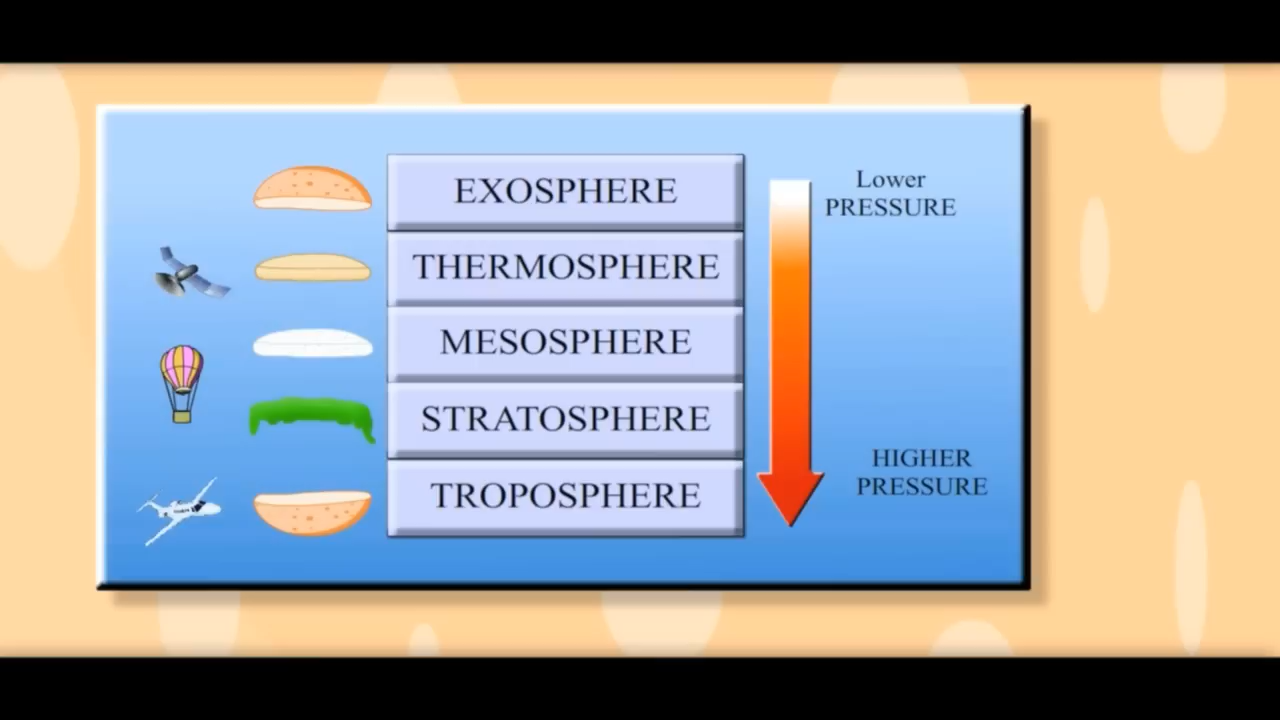 EXOSPHERE
THERMOSPHERE
MESOSPHERE
STRATOSPHERE
TROPOSPHERE
Lower
PRESSURE
HIGHER
PRESSURE